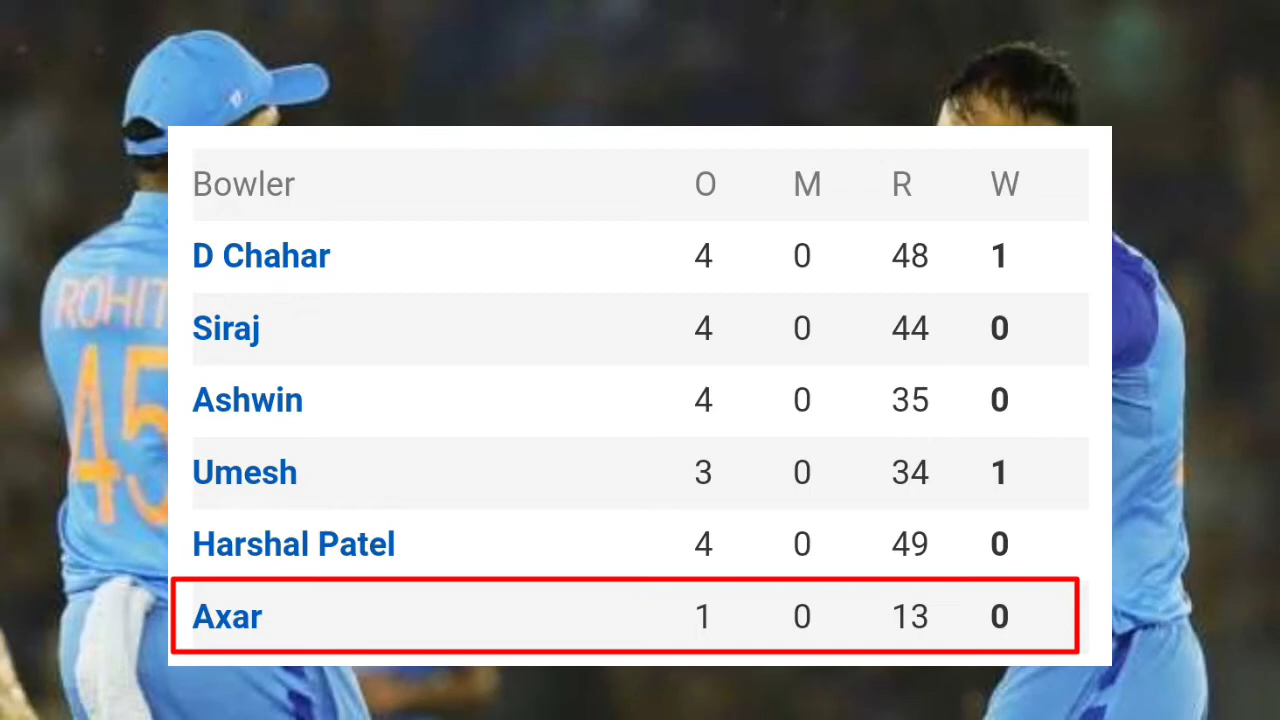 Bowler O M R W
D Chahar 4 0 48 1
Siraj 4 0 44 0
Ashwin 4 0 35 0
Umesh 3 0 34 1
Harshal Patel 4 0 49 0
Axar 1 0 13 0
ROHIT
45